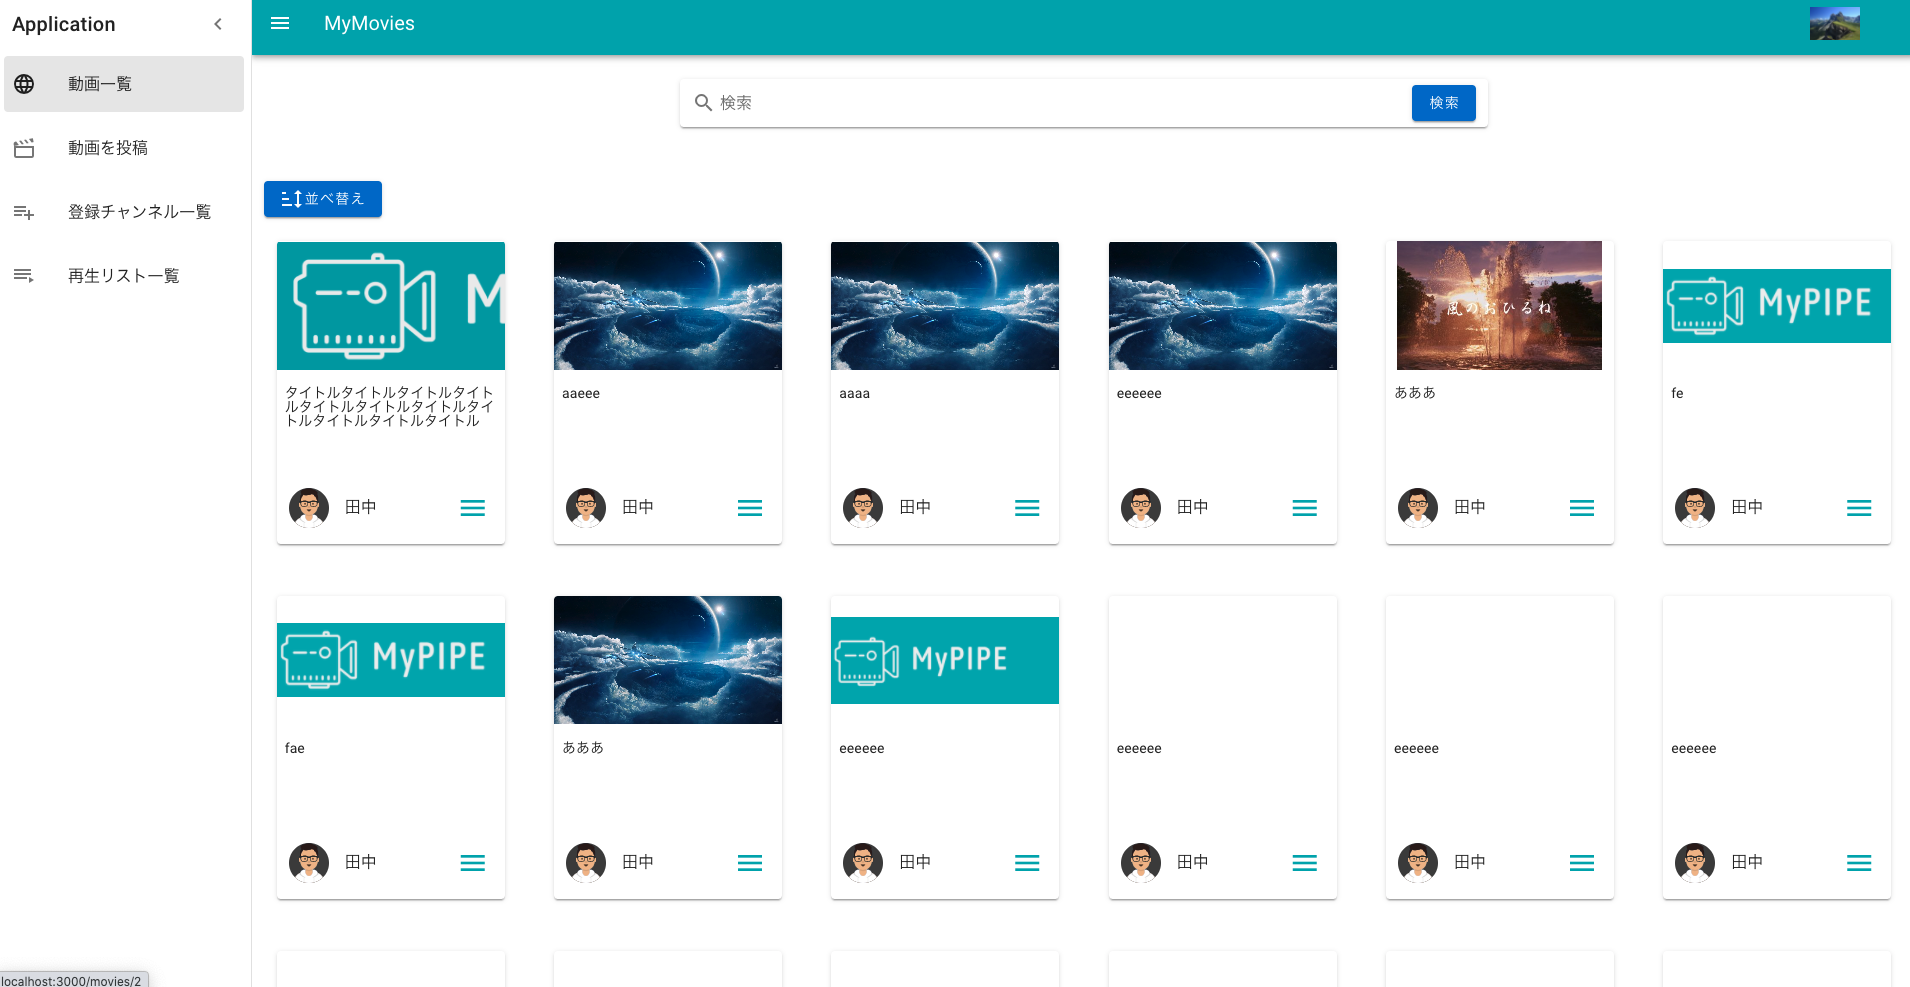 Application
MyMovies
動画一覧
検索
検索
動画を投稿
並べ替え
登録チャンネル一覧
再生リスト一覧
M
風のおひるね
MyPIPE
タイトルタイトルタイトルタイト
ルタイトルタイトルタイトルタイ
トルタイトルタイトルタイトル
aaeee
aaaa
eeeeee
あああ
fe
田中
田中
田中
田中
田中
田中
MyPIPE
MyPIPE
fae
あああ
eeeeee
eeeeee
eeeeee
eeeeee
田中
田中
田中
田中
田中
田中
localhost:3000/movies/2